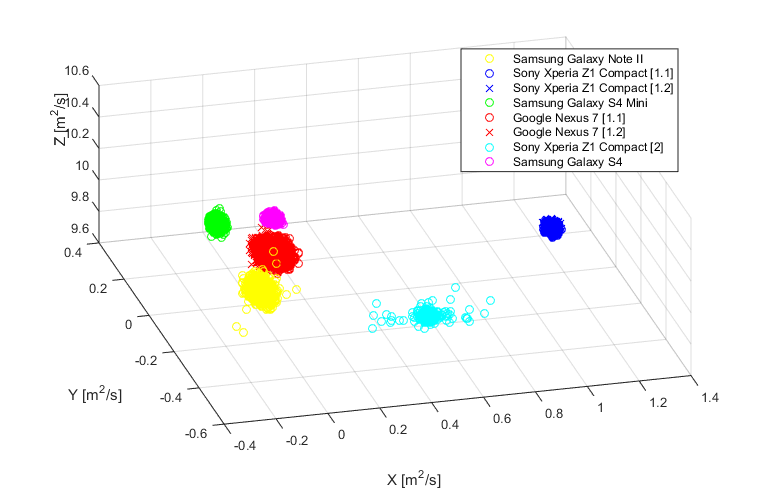 10.6
10.4
10.2
10
9.8
9.6
Z [m²/s]
0.4
0.2
0
-0.2
-0.4
-0.6
Y [m²/s]
-0.4
-0.2
0
0.2
0.4
0.6
0.8
1
1.2
1.4
X [m²/s]
Samsung Galaxy Note II
Sony Xperia Z1 Compact [1.1]
Sony Xperia Z1 Compact [1.2]
Samsung Galaxy S4 Mini
Google Nexus 7 [1.1]
Google Nexus 7 [1.2]
Sony Xperia Z1 Compact [2]
Samsung Galaxy S4